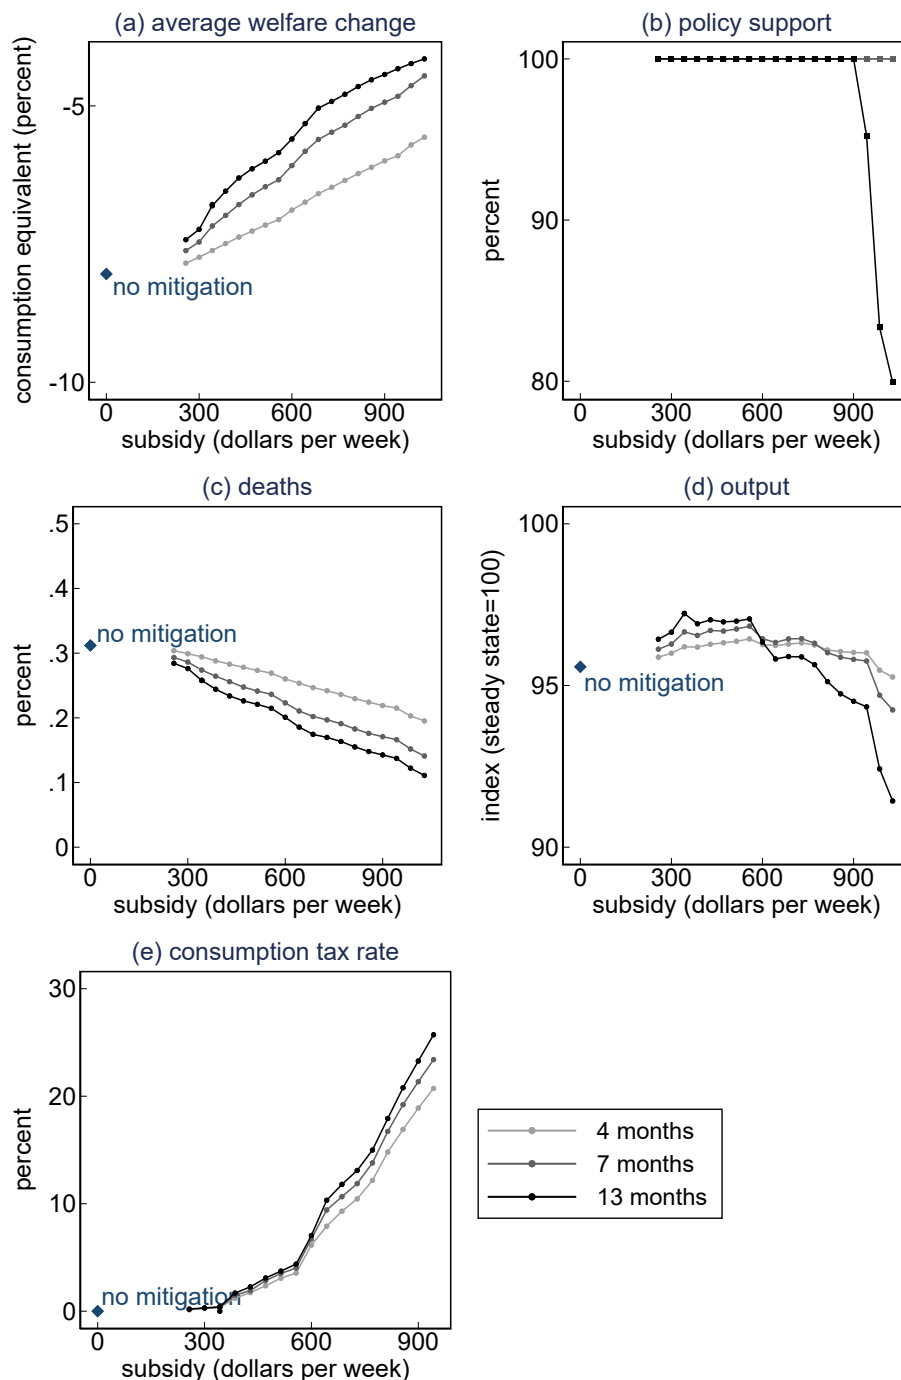 (a) average welfare change
consumption equivalent (percent)
-5
-10
no mitigation
0 300 600 900
subsidy (dollars per week)
(b) policy support
percent
100
90
80
0 300 600 900
subsidy (dollars per week)
(c) deaths
percent
.5
.4
.3
.2
.1
0
no mitigation
0 300 600 900
subsidy (dollars per week)
(d) output
index (steady state=100)
100
95
90
no mitigation
0 300 600 900
subsidy (dollars per week)
(e) consumption tax rate
percent
30
20
10
0
no mitigation
0 300 600 900
subsidy (dollars per week)
4 months
7 months
13 months